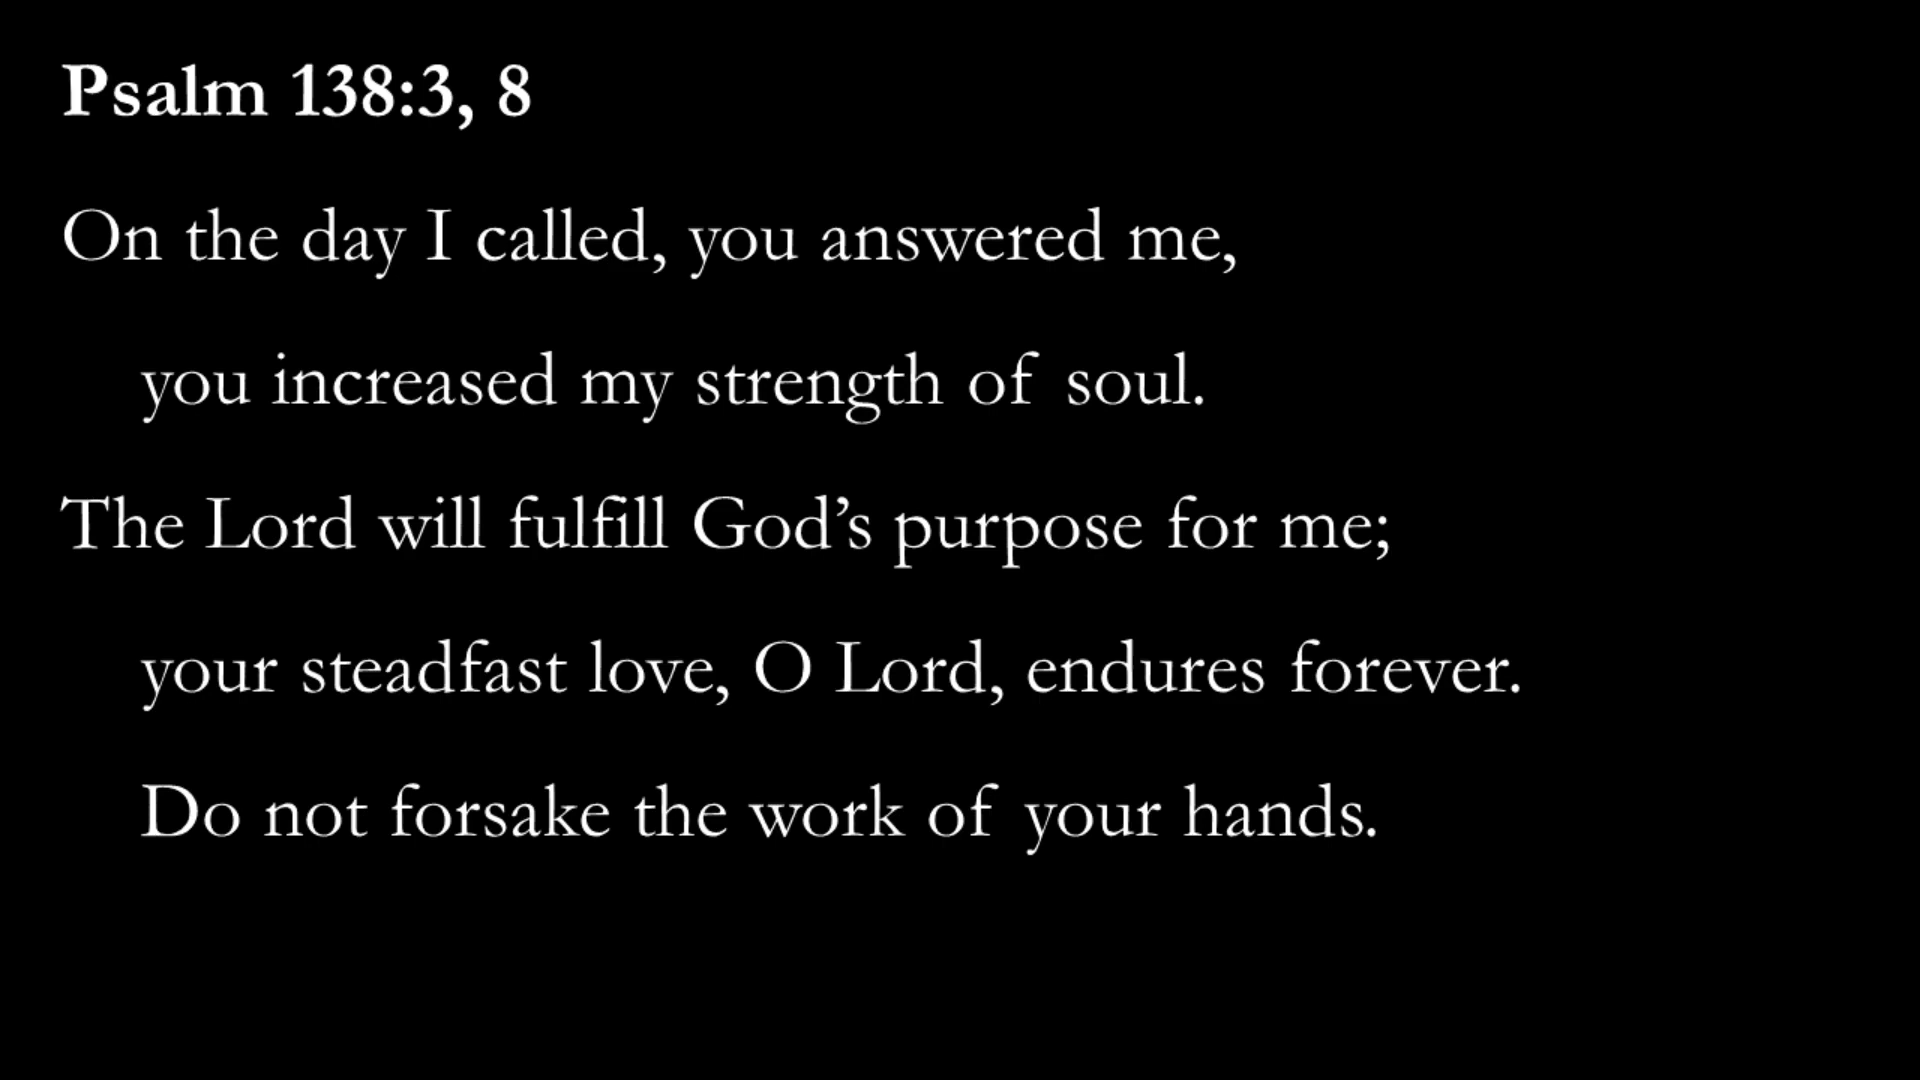 Psalm 138:3, 8
On the day I called, you answered me,
you increased my strength of soul.
The Lord will fulfill God’s purpose for me;
your steadfast love, O Lord, endures forever.
Do not forsake the work of your hands.